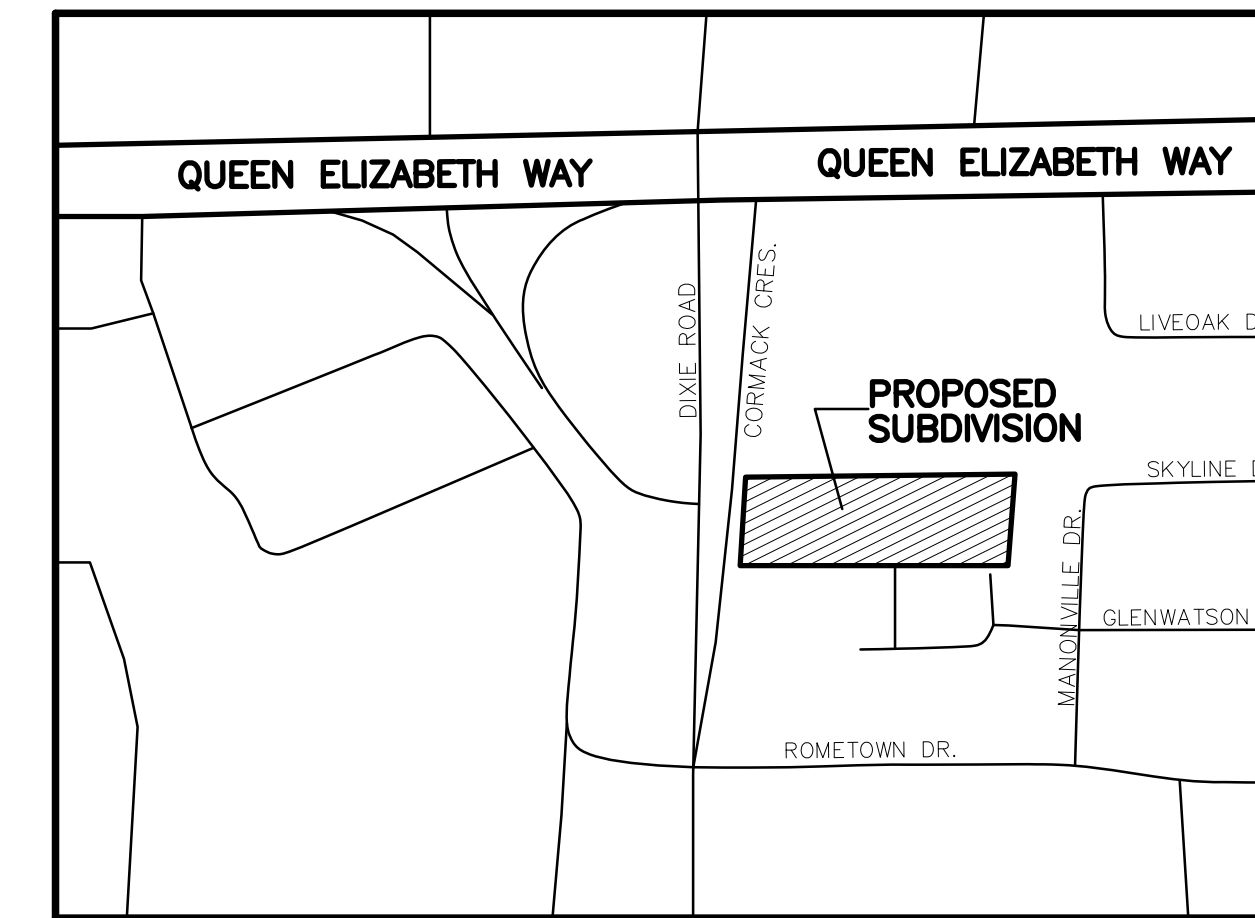 QUEEN ELIZABETH WAY
QUEEN ELIZABETH WAY
DIXIE ROAD
CORMACK CRES.
LIVEOAK D
PROPOSED
SUBDIVISION
SKYLINE D
MANONVILLE DR.
GLENWATSON
ROMETOWN DR.